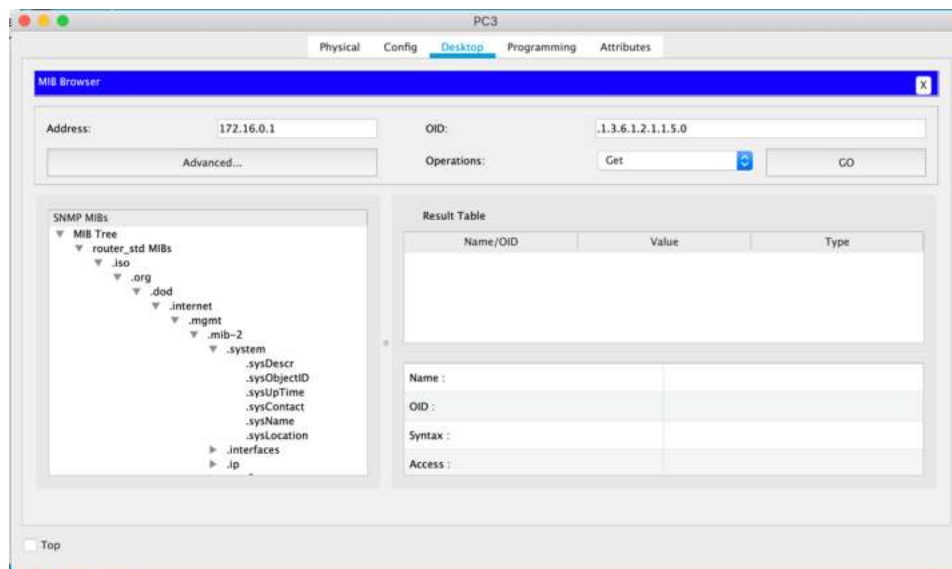 PC3
Physical Config Desktop Programming Attributes
MIB Browser
X
Address: 172.16.0.1 OID: .1.3.6.1.2.1.1.5.0
Advanced... Operations: Get GO
SNMP MIBs
MIB Tree
router_std MIBs
.iso
.org
.dod
.internet
.mgmt
.mib-2
.system
.sysDescr
.sysObjectID
.sysUpTime
.sysContact
.sysName
.sysLocation
.interfaces
.ip
Result Table
Name/OID Value Type
Name :
OID :
Syntax :
Access :
Top